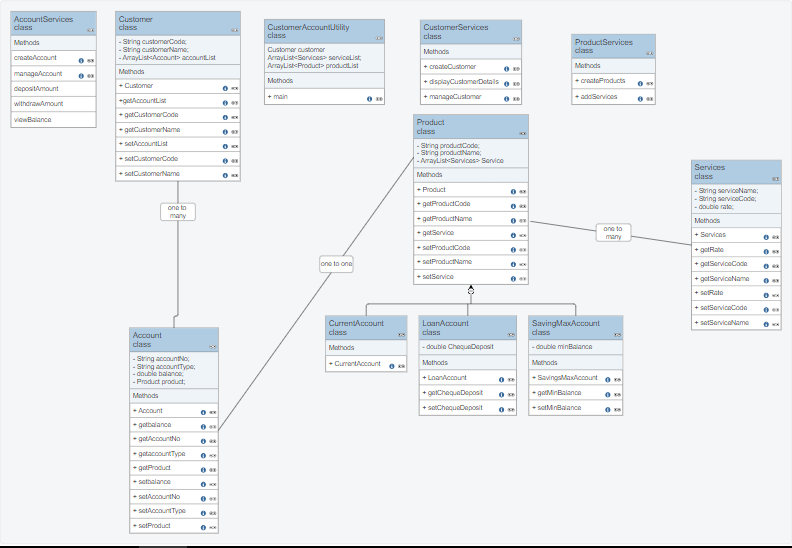 AccountServices
class
Methods
createAccount
manageAccount
depositAmount
withdrawAmount
viewBalance
Customer
class
- String customerCode;
- String customerName;
- ArrayList<Account> accountList
Methods
+ Customer
+getAccountList
+ getCustomerCode
+ getCustomerName
+ setAccountList
+ setCustomerCode
+ setCustomerName
CustomerAccountUtility
class
Customer customer
ArrayList<Services> serviceList;
ArrayList<Product> productList
Methods
+ main
CustomerServices
class
Methods
+ createCustomer
+ displayCustomerDetails
+ manageCustomer
ProductServices
class
Methods
+ createProducts
+ addServices
Product
class
- String productCode;
- String productName;
- ArrayList<Services> Service
Methods
+ Product
+ getProductCode
+ getProductName
+ getService
+ setProductCode
+ setProductName
+ setService
Services
class
- String serviceName;
- String serviceCode;
- double rate;
Methods
+ Services
+ getRate
+ getServiceCode
+ getServiceName
+ setRate
+ setServiceCode
+ setServiceName
one to
many
one to one
one to
many
Account
class
- String accountNo;
- String accountType;
- double balance;
- Product product;
Methods
+ Account
+ getbalance
+ getAccountNo
+ getaccountType
+ getProduct
+ setbalance
+ setAccountNo
+ setAccountType
+ setProduct
CurrentAccount
class
Methods
+ CurrentAccount
LoanAccount
class
- double ChequeDeposit
Methods
+ LoanAccount
+ getChequeDeposit
+ setChequeDeposit
SavingMaxAccount
class
- double minBalance
Methods
+ SavingsMaxAccount
+ getMinBalance
+ setMinBalance